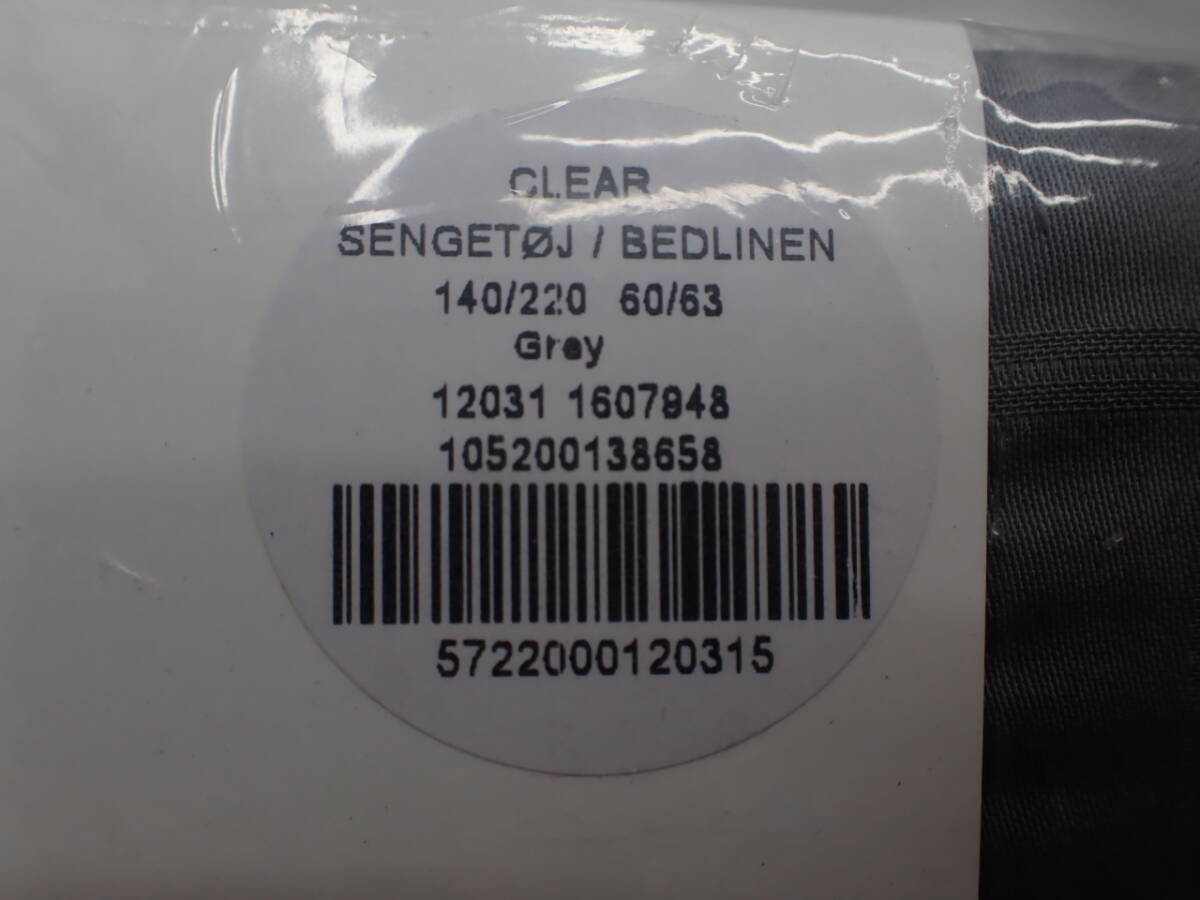 CLEAR
SENGETØJ / BEDLINEN
140/220 60/63
Grey
12031 1607948
105200138658
5722000120315